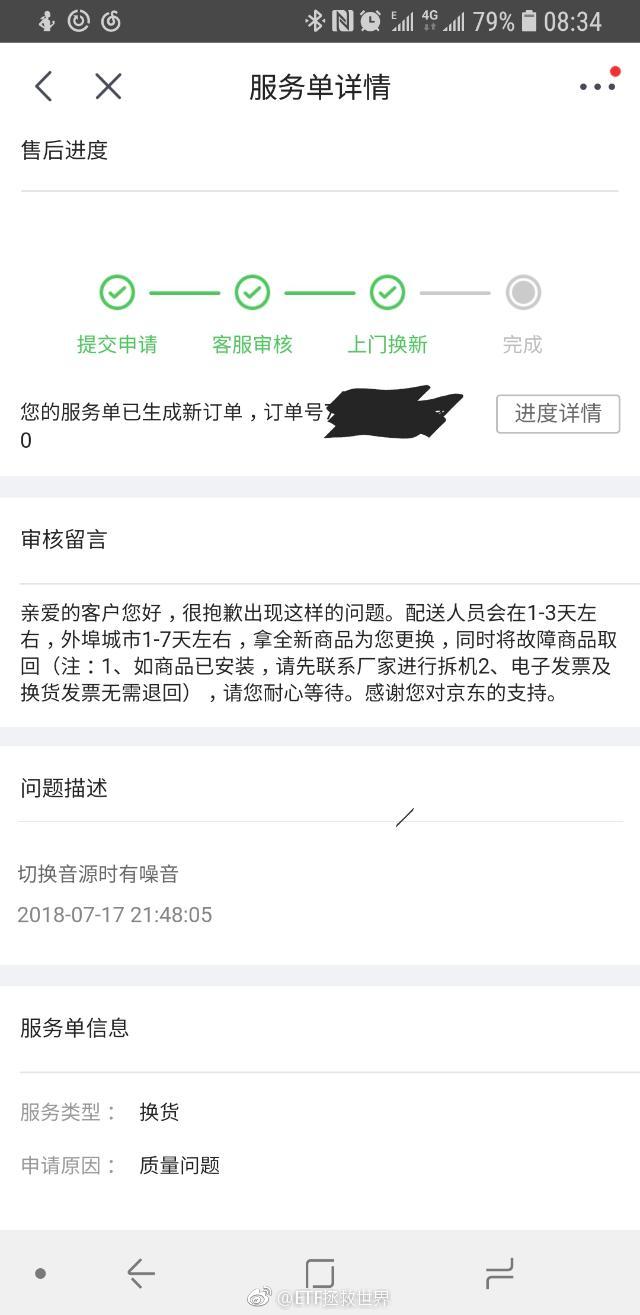 E 4G 79% 08:34
服务单详情
售后进度
提交申请 客服审核 上门换新 完成
您的服务单已生成新订单，订单号
0
进度详情
审核留言
亲爱的客户您好，很抱歉出现这样的问题。配送人员会在1-3天左
右，外埠城市1-7天左右，拿全新商品为您更换，同时将故障商品取
回（注：1、如商品已安装，请先联系厂家进行拆机2、电子发票及
换货发票无需退回），请您耐心等待。感谢您对京东的支持。
问题描述
切换音源时有噪音
2018-07-17 21:48:05
服务单信息
服务类型： 换货
申请原因： 质量问题
@ETF拯救世界